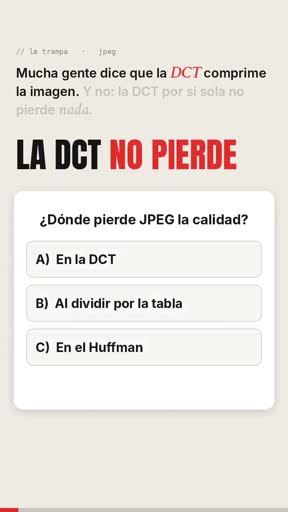 // la trampa · jpeg
Mucha gente dice que la DCT comprime
la imagen. Y no: la DCT por sí sola no
pierde nada.
LA DCT NO PIERDE
¿Dónde pierde JPEG la calidad?
A) En la DCT
B) Al dividir por la tabla
C) En el Huffman